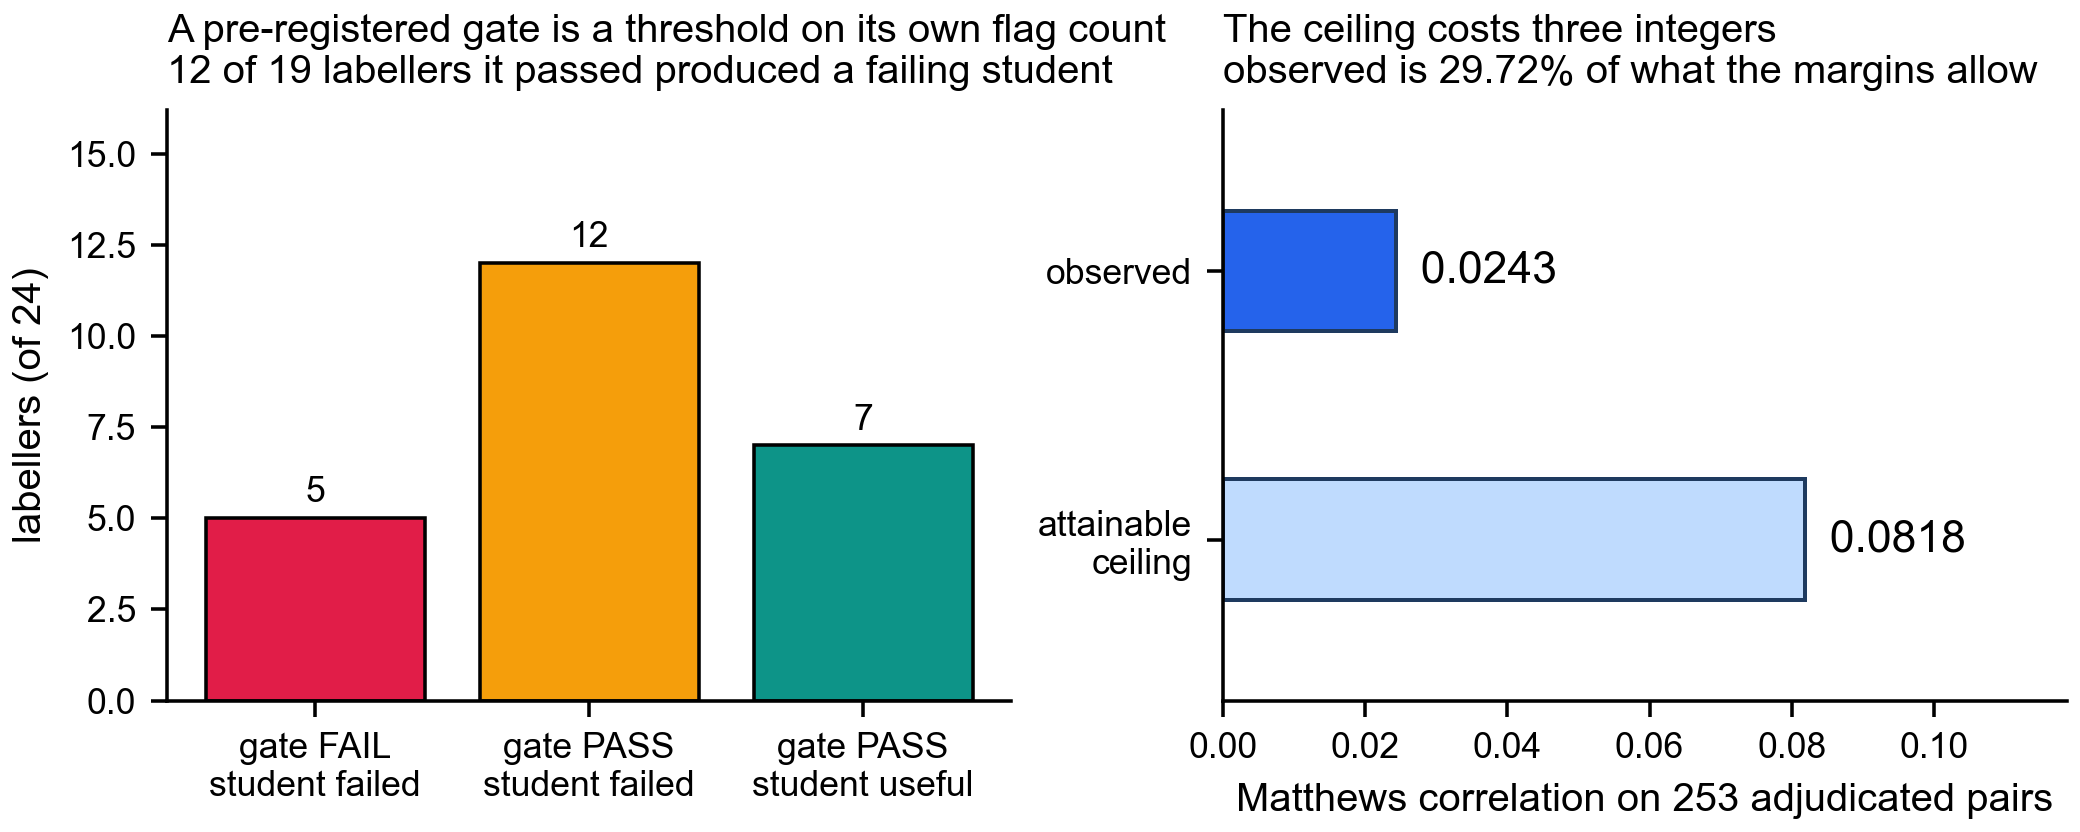 A pre-registered gate is a threshold on its own flag count
12 of 19 labellers it passed produced a failing student
labellers (of 24)
15.0
12.5
10.0
7.5
5.0
2.5
0.0
5
12
7
gate FAIL
student failed
gate PASS
student failed
gate PASS
student useful
The ceiling costs three integers
observed is 29.72% of what the margins allow
observed
0.0243
attainable
ceiling
0.0818
0.00
0.02
0.04
0.06
0.08
0.10
Matthews correlation on 253 adjudicated pairs